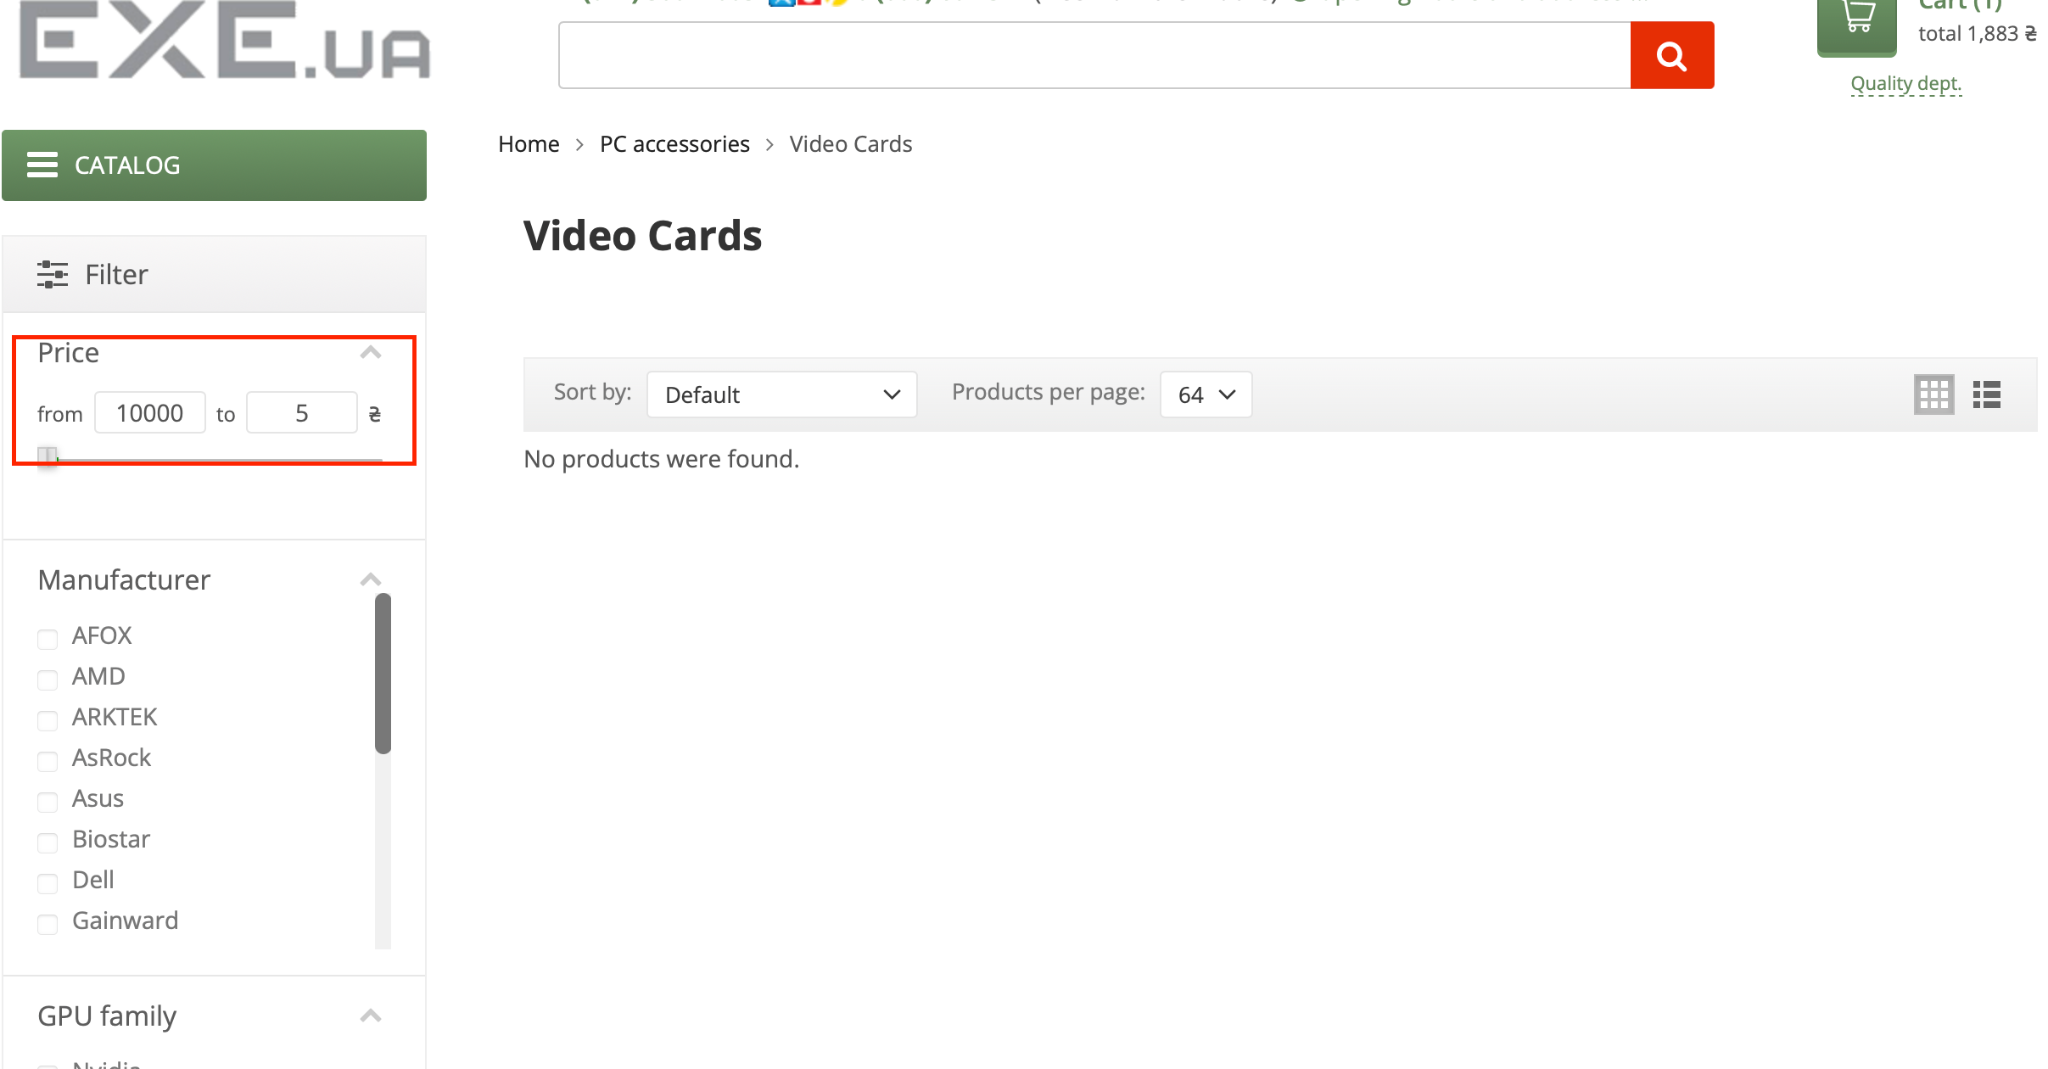 EXE.UA
Cart (1)
total 1,883 ₴
Quality dept.
CATALOG
Home > PC accessories > Video Cards
Filter
Video Cards
Price
from 10000 to 5 ₴
Sort by: Default Products per page: 64
No products were found.
Manufacturer
AFOX
AMD
ARKTEK
AsRock
Asus
Biostar
Dell
Gainward
GPU family
Nvidia